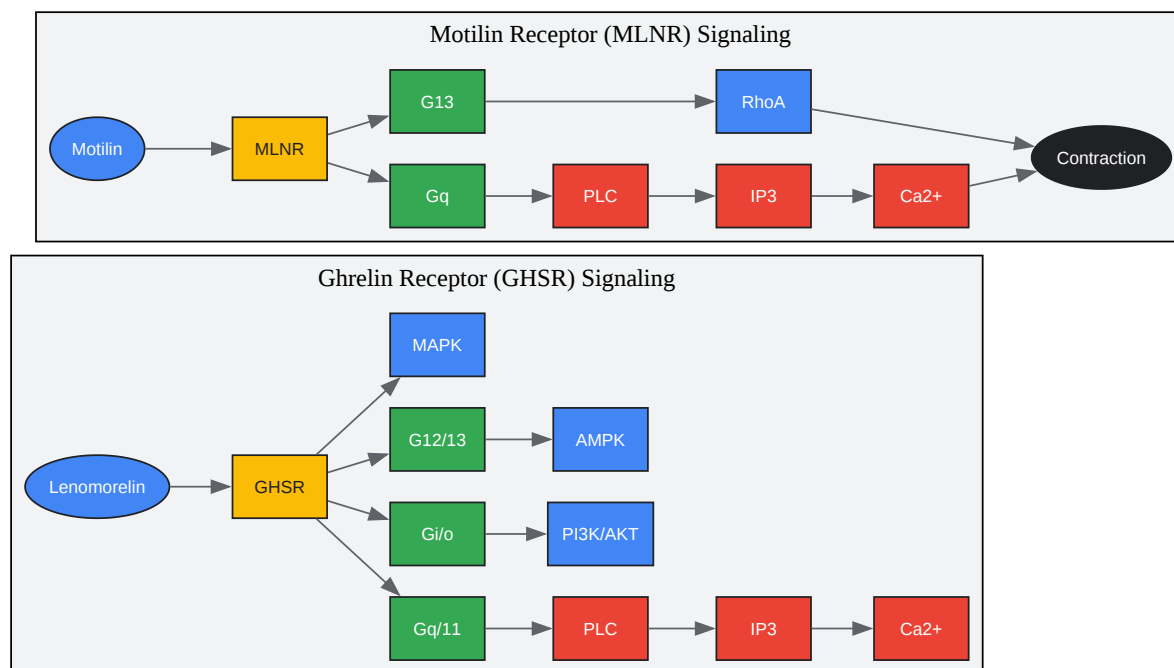 Motilin Receptor (MLNR) Signaling
G13
RhoA
Motilin
MLNR
Contraction
Gq
PLC
IP3
Ca2+
Ghrelin Receptor (GHSR) Signaling
MAPK
G12/13
AMPK
Lenomorelin
GHSR
Gi/o
PI3K/AKT
Gq/11
PLC
IP3
Ca2+